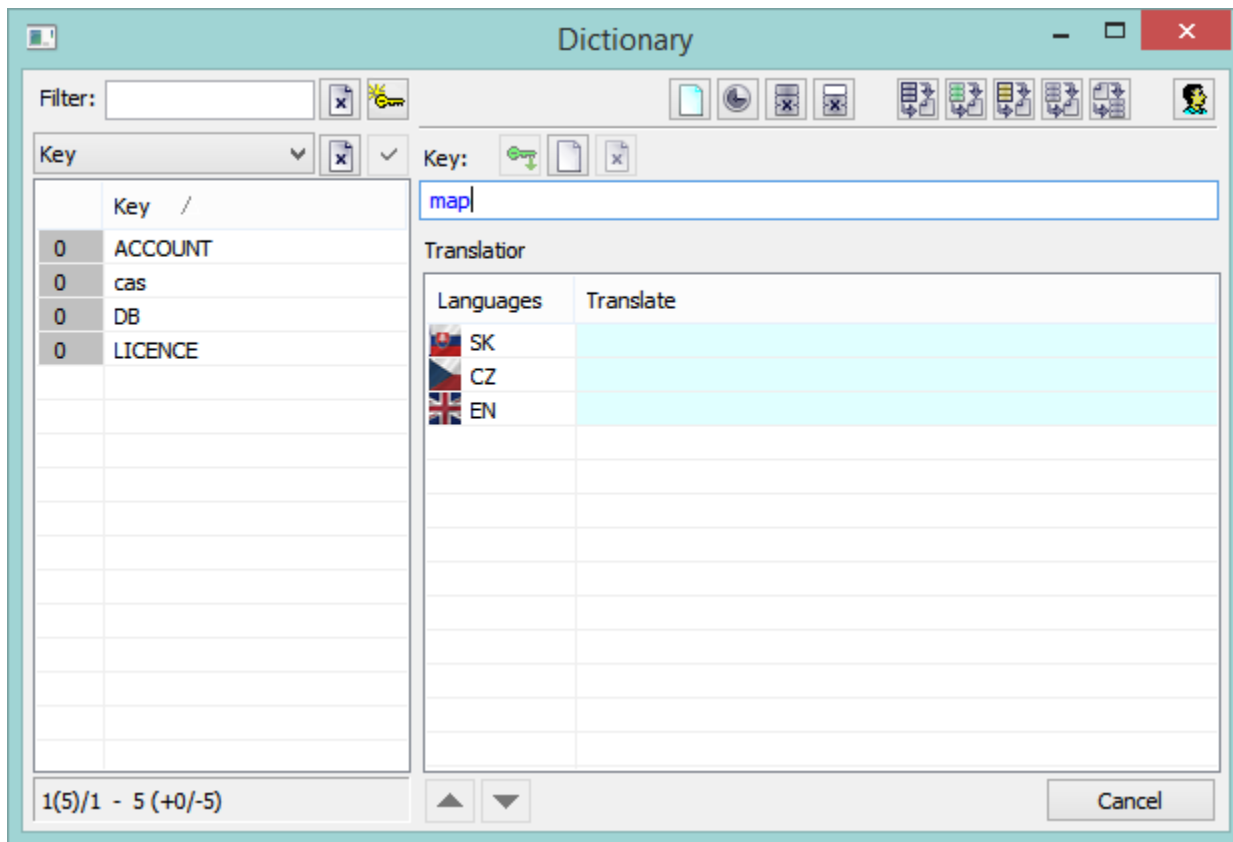 Dictionary
Filter:
Key
Key:
map
Key /
0 ACCOUNT
0 cas
0 DB
0 LICENCE
Translatior
Languages Translate
SK
CZ
EN
1(5)/1 - 5 (+0/-5)
Cancel